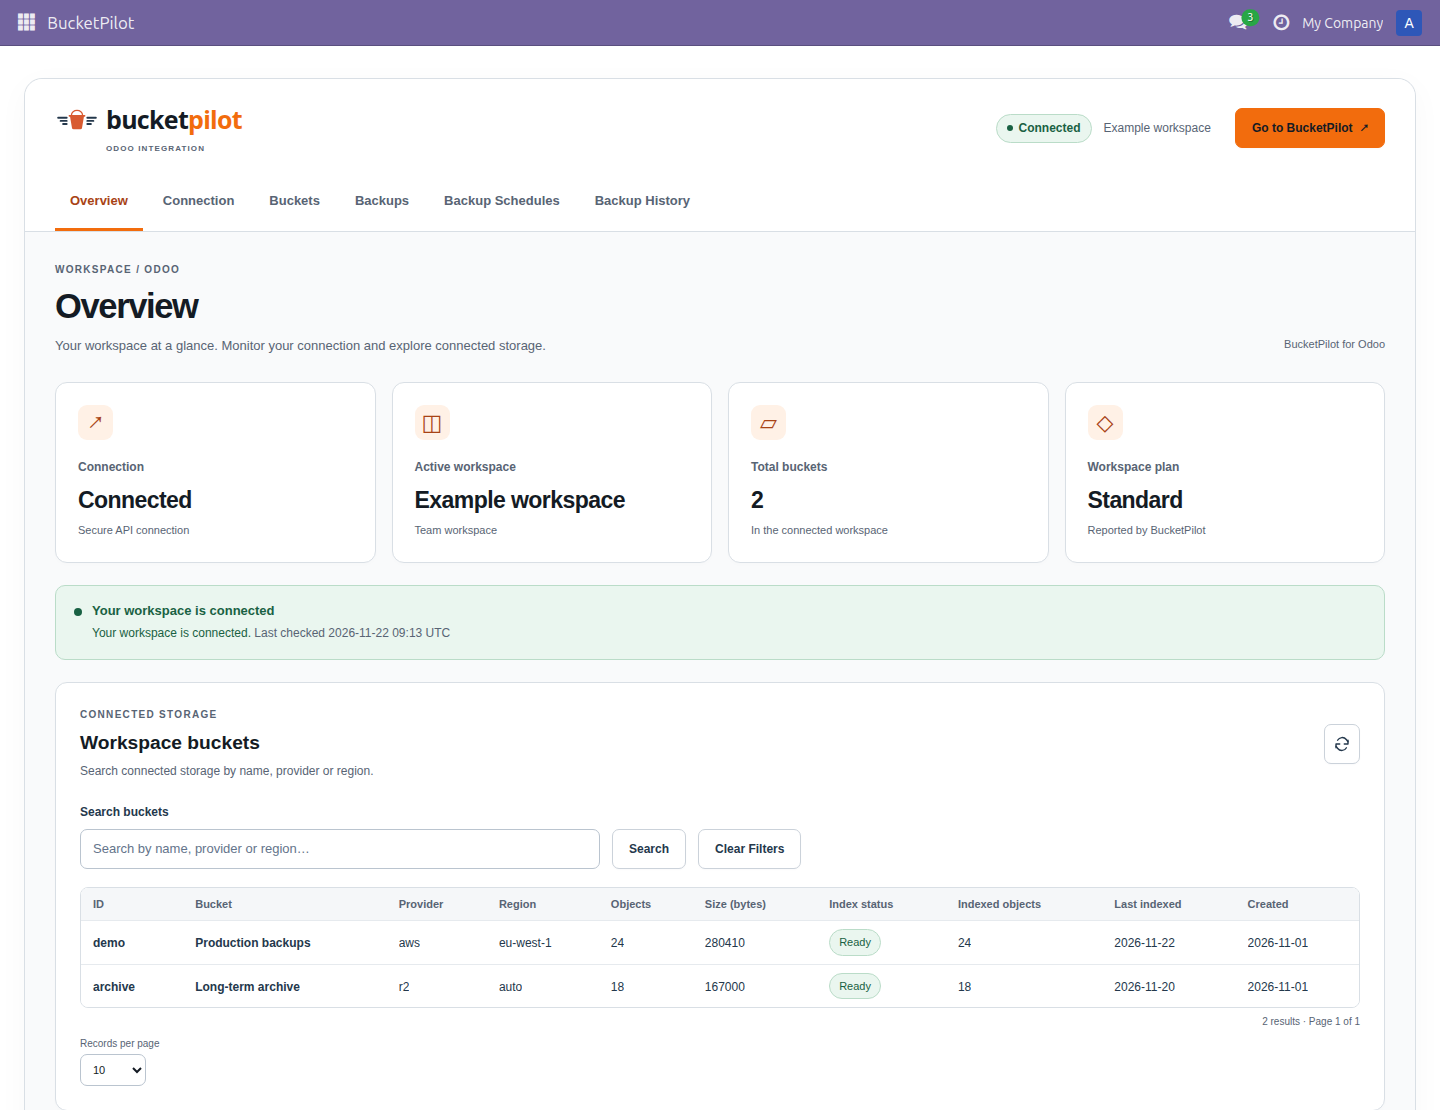 BucketPilot
3
My Company
A
bucketpilot
ODOO INTEGRATION
Connected
Example workspace
Go to BucketPilot ↗
Overview
Connection
Buckets
Backups
Backup Schedules
Backup History
WORKSPACE / ODOO
Overview
Your workspace at a glance. Monitor your connection and explore connected storage.
BucketPilot for Odoo
Connection
Connected
Secure API connection
Active workspace
Example workspace
Team workspace
Total buckets
2
In the connected workspace
Workspace plan
Standard
Reported by BucketPilot
Your workspace is connected
Your workspace is connected. Last checked 2026-11-22 09:13 UTC
CONNECTED STORAGE
Workspace buckets
Search connected storage by name, provider or region.
Search buckets
Search by name, provider or region…
Search
Clear Filters
ID Bucket Provider Region Objects Size (bytes) Index status Indexed objects Last indexed Created
demo Production backups aws eu-west-1 24 280410 Ready 24 2026-11-22 2026-11-01
archive Long-term archive r2 auto 18 167000 Ready 18 2026-11-20 2026-11-01
2 results · Page 1 of 1
Records per page
10